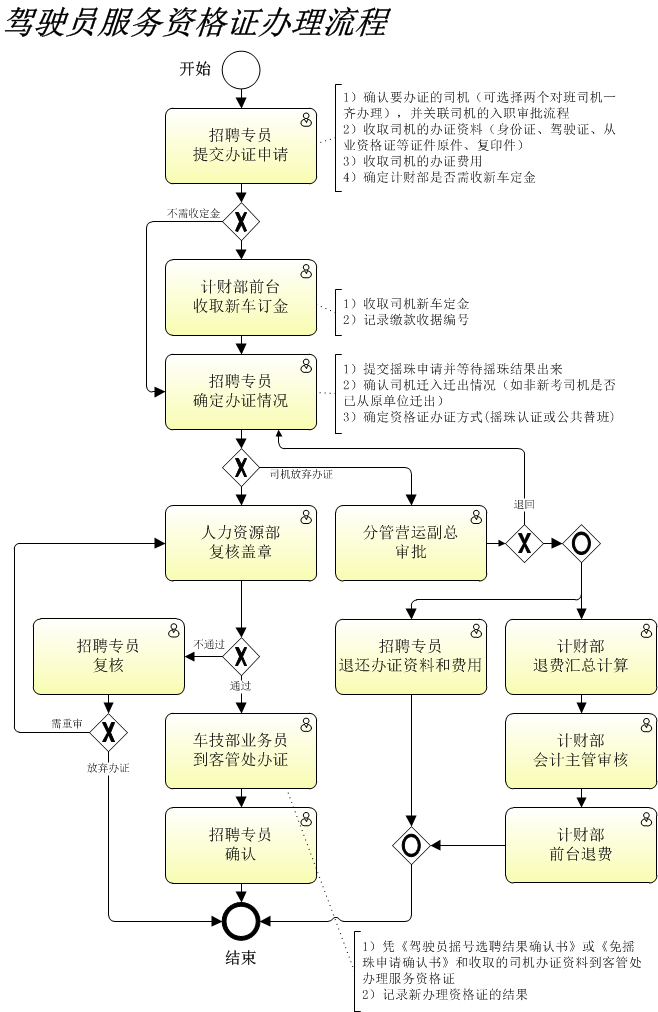 驾驶员服务资格证办理流程
开始
招聘专员
提交办证申请
1）确认要办证的司机（可选择两个对班司机一
齐办理），并关联司机的入职审批流程
2）收取司机的办证资料（身份证、驾驶证、从
业资格证等证件原件、复印件）
3）收取司机的办证费用
4）确定计财部是否需收新车定金
不需收定金
计财部前台
收取新车订金
1）收取司机新车定金
2）记录缴款收据编号
招聘专员
确定办证情况
1）提交摇珠申请并等待摇珠结果出来
2）确认司机迁入迁出情况（如非新考司机是否
已从原单位迁出）
3）确定资格证办证方式(摇珠认证或公共替班)
司机放弃办证
退回
人力资源部
复核盖章
分管营运副总
审批
招聘专员
复核
不通过
通过
招聘专员
退还办证资料和费用
计财部
退费汇总计算
需重审
放弃办证
车技部业务员
到客管处办证
计财部
会计主管审核
招聘专员
确认
计财部
前台退费
结束
1）凭《驾驶员摇号选聘结果确认书》或《免摇
珠申请确认书》和收取的司机办证资料到客管处
办理服务资格证
2）记录新办理资格证的结果